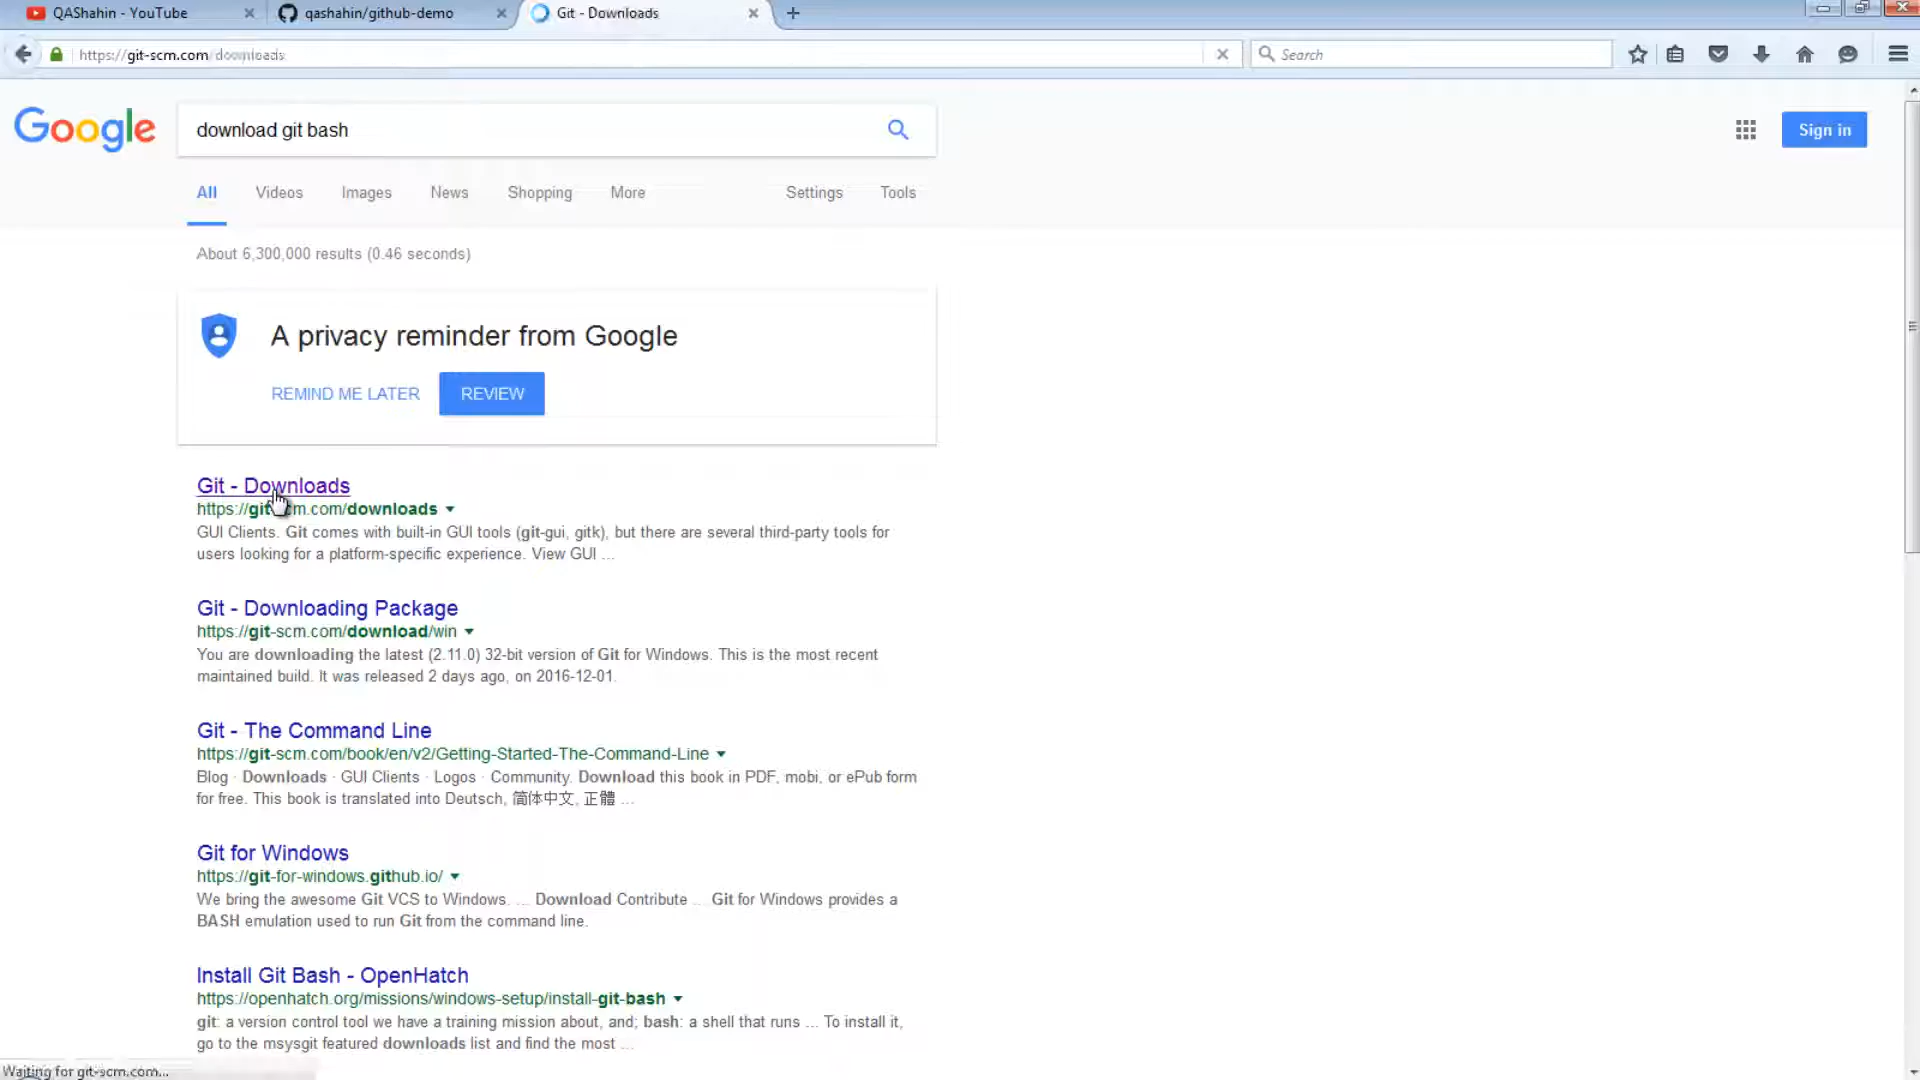 QAShahin - YouTube
qashahin/github-demo
Git - Downloads
https://git-scm.com/downloads
Search
Google
download git bash
Sign in
All Videos Images News Shopping More Settings Tools
About 6,300,000 results (0.46 seconds)
A privacy reminder from Google
REMIND ME LATER
REVIEW
Git - Downloads
https://git-scm.com/downloads
GUI Clients. Git comes with built-in GUI tools (git-gui, gitk), but there are several third-party tools for
users looking for a platform-specific experience. View GUI ...
Git - Downloading Package
https://git-scm.com/download/win
You are downloading the latest (2.11.0) 32-bit version of Git for Windows. This is the most recent
maintained build. It was released 2 days ago, on 2016-12-01.
Git - The Command Line
https://git-scm.com/book/en/v2/Getting-Started-The-Command-Line
Blog · Downloads · GUI Clients · Logos · Community. Download this book in PDF, mobi, or ePub form
for free. This book is translated into Deutsch, 简体中文, 正體 ...
Git for Windows
https://git-for-windows.github.io/
We bring the awesome Git VCS to Windows. ... Download Contribute ... Git for Windows provides a
BASH emulation used to run Git from the command line.
Install Git Bash - OpenHatch
https://openhatch.org/missions/windows-setup/install-git-bash
git: a version control tool we have a training mission about, and; bash: a shell that runs ... To install it,
go to the msysgit featured downloads list and find the most ...
Waiting for git-scm.com...